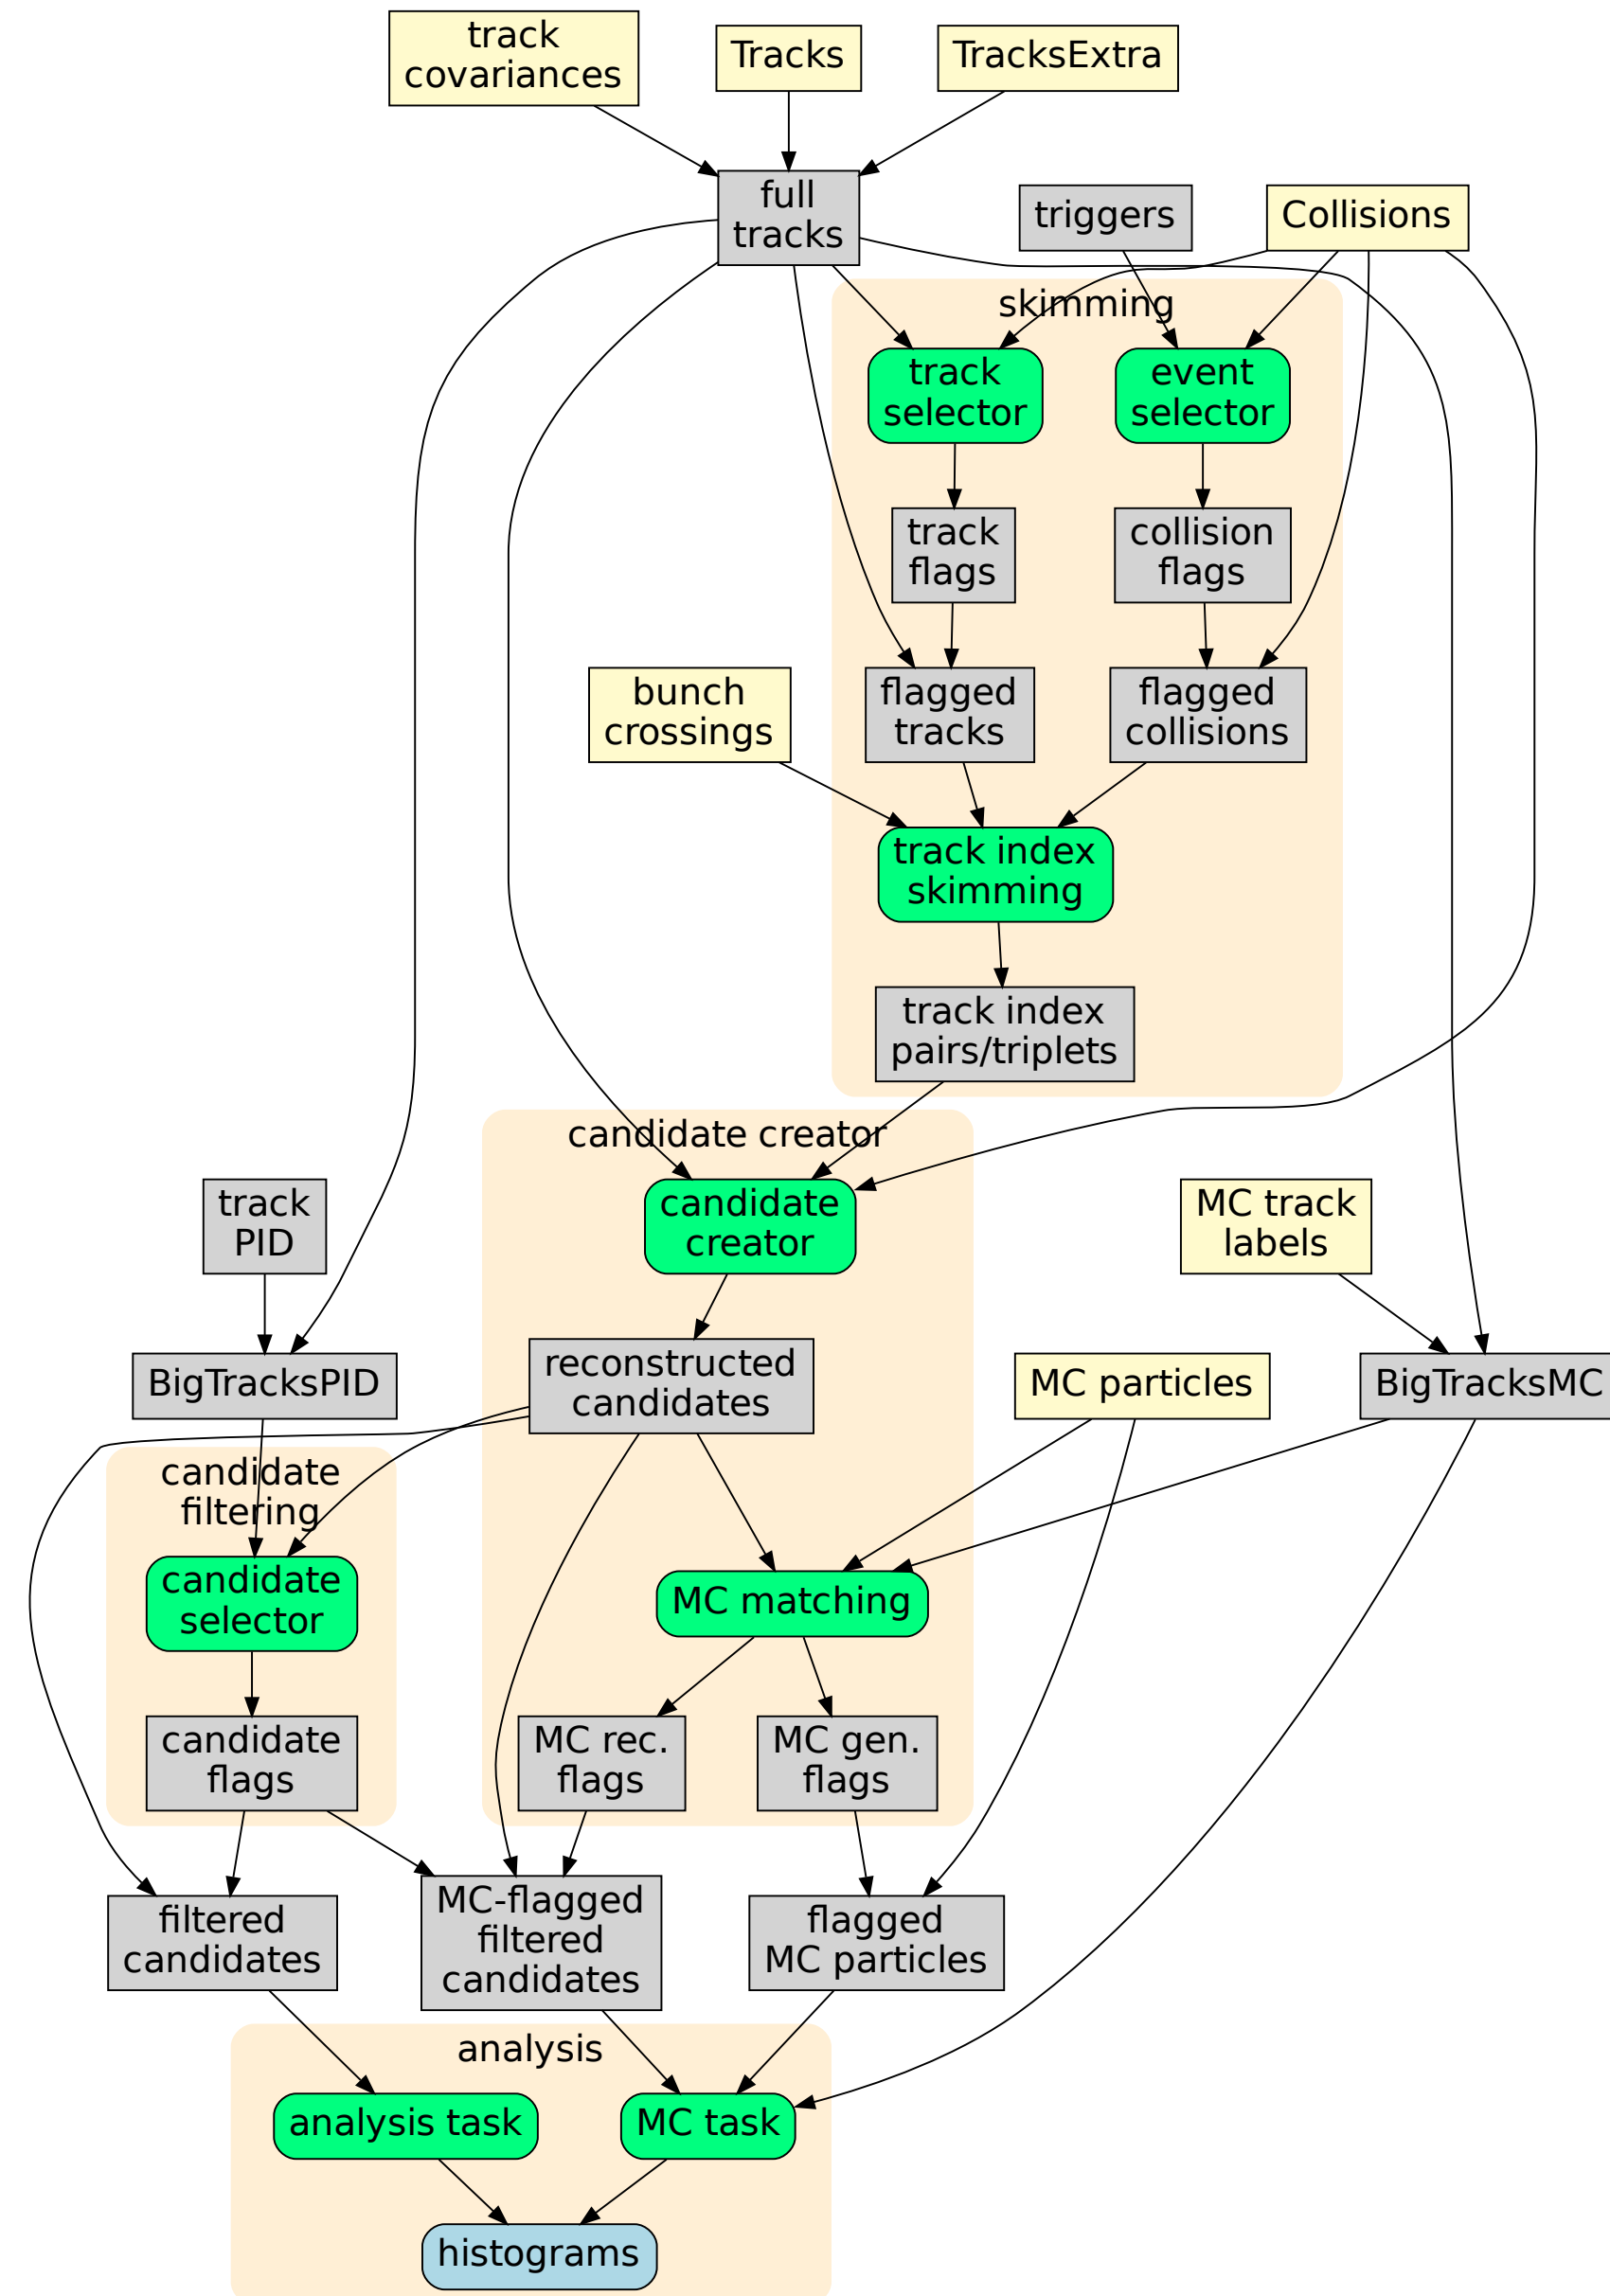 track
covariances
Tracks
TracksExtra
full
tracks
triggers
Collisions
skimming
track
selector
event
selector
track
flags
collision
flags
bunch
crossings
flagged
tracks
flagged
collisions
track index
skimming
track index
pairs/triplets
candidate creator
track
PID
candidate
creator
MC track
labels
BigTracksPID
reconstructed
candidates
MC particles
BigTracksMC
candidate
filtering
candidate
selector
MC matching
candidate
flags
MC rec.
flags
MC gen.
flags
filtered
candidates
MC-flagged
filtered
candidates
flagged
MC particles
analysis
analysis task
MC task
histograms